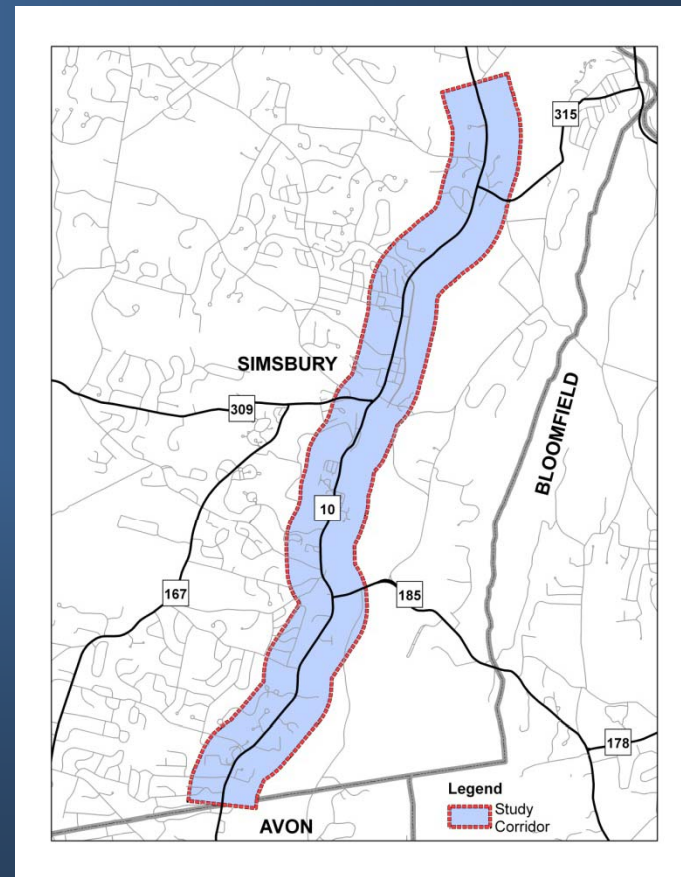 315
SIMSBURY
309
BLOOMFIELD
10
167
185
178
Legend
Study
Corridor
AVON